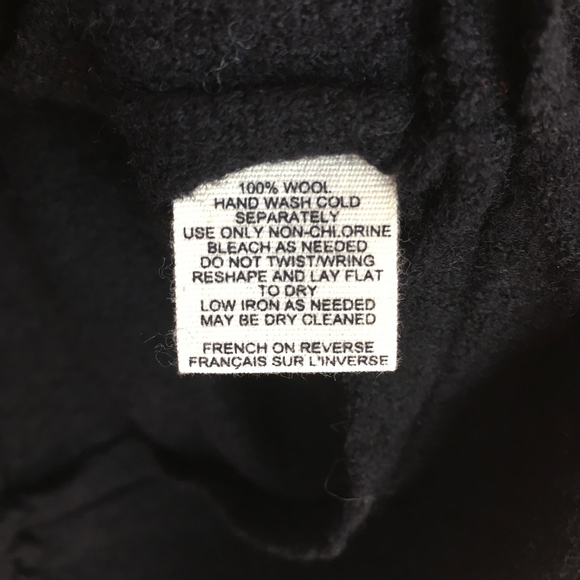 100% WOOL
HAND WASH COLD
SEPARATELY
USE ONLY NON-CHLORINE
BLEACH AS NEEDED
DO NOT TWIST/WRING
RESHAPE AND LAY FLAT
TO DRY
LOW IRON AS NEEDED
MAY BE DRY CLEANED
FRENCH ON REVERSE
FRANÇAIS SUR L'INVERSE